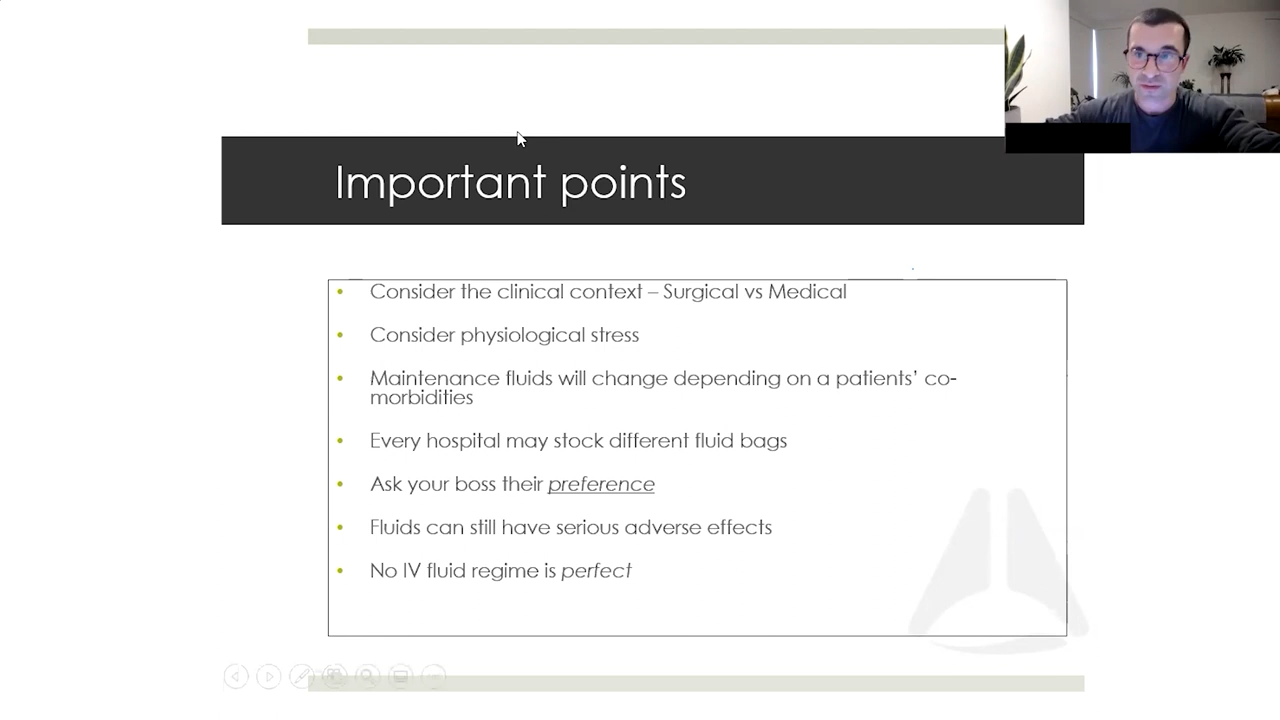 Important points
• Consider the clinical context – Surgical vs Medical
• Consider physiological stress
• Maintenance fluids will change depending on a patients’ co-
morbidities
• Every hospital may stock different fluid bags
• Ask your boss their preference
• Fluids can still have serious adverse effects
• No IV fluid regime is perfect